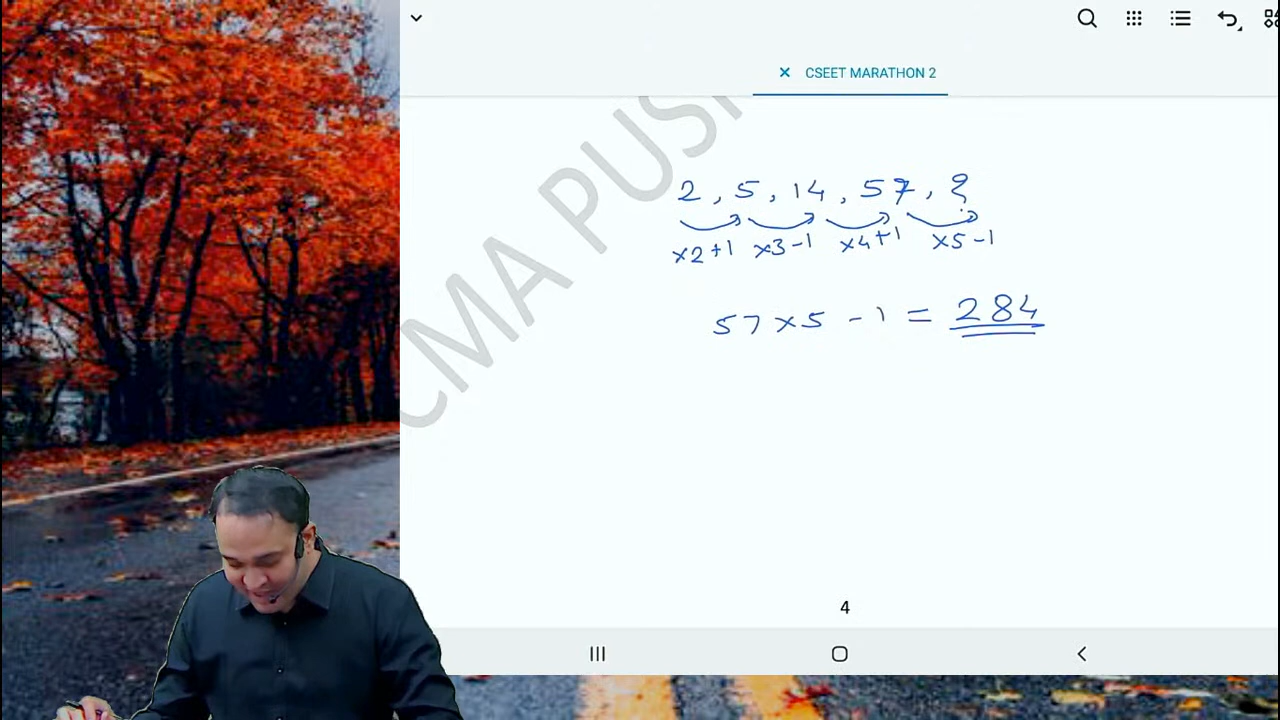 CSEET MARATHON 2
CMA PUSH
2, 5, 14, 57, ?
×2+1 ×3-1 ×4+1 ×5-1
57×5 - 1 = 284
4